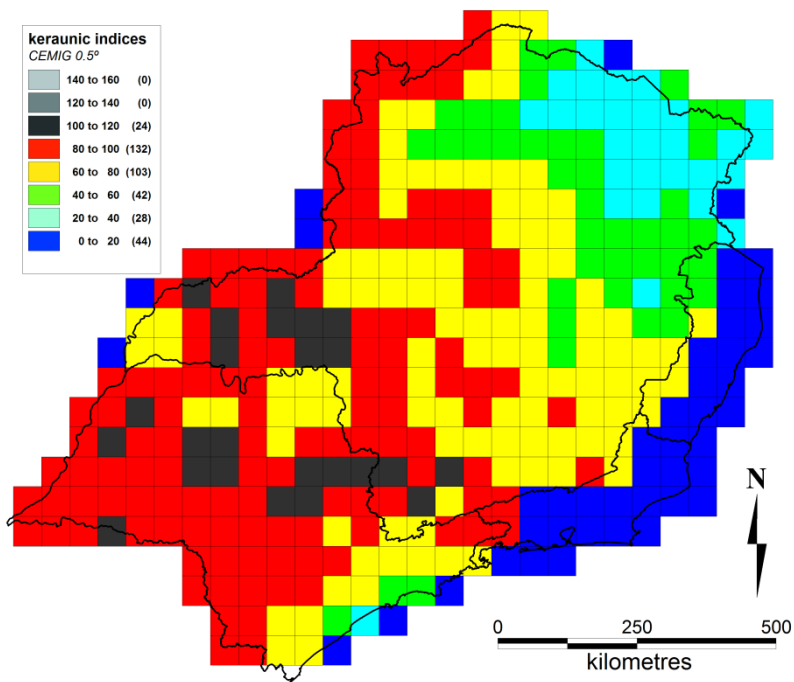 keraunic indices
CEMIG 0.5º
140 to 160 (0)
120 to 140 (0)
100 to 120 (24)
80 to 100 (132)
60 to 80 (103)
40 to 60 (42)
20 to 40 (28)
0 to 20 (44)
N
0 250 500
kilometres